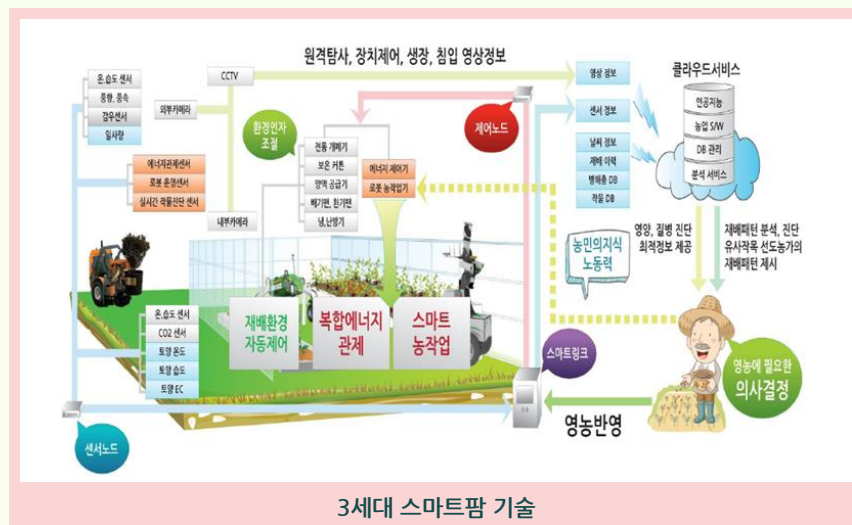 원격탐사, 장치제어, 생장, 침입 영상정보
온.습도 센서
풍향, 풍속
감우센서
일사량
외부카메라
CCTV
에너지관제센서
로봇 운영센서
실시간 작물진단 센서
내부카메라
환경인자
조절
전동 개폐기
보온 커튼
양액 공급기
배기팬, 환기팬
냉,난방기
에너지 제어기
로봇 농작업기
제어노드
영상 정보
센서 정보
날씨 정보
재배 이력
병해충 DB
작물 DB
클라우드서비스
인공지능
농업 S/W
DB 관리
분석 서비스
영양, 질병 진단
최적정보 제공
재배패턴 분석, 진단
유사작목 선도농가의
재배패턴 제시
농민의지식
노동력
재배환경
자동제어
복합에너지
관제
스마트
농작업
온.습도 센서
CO2 센서
토양 온도
토양 습도
토양 EC
센서노드
스마트링크
영농반영
영농에 필요한
의사결정
3세대 스마트팜 기술